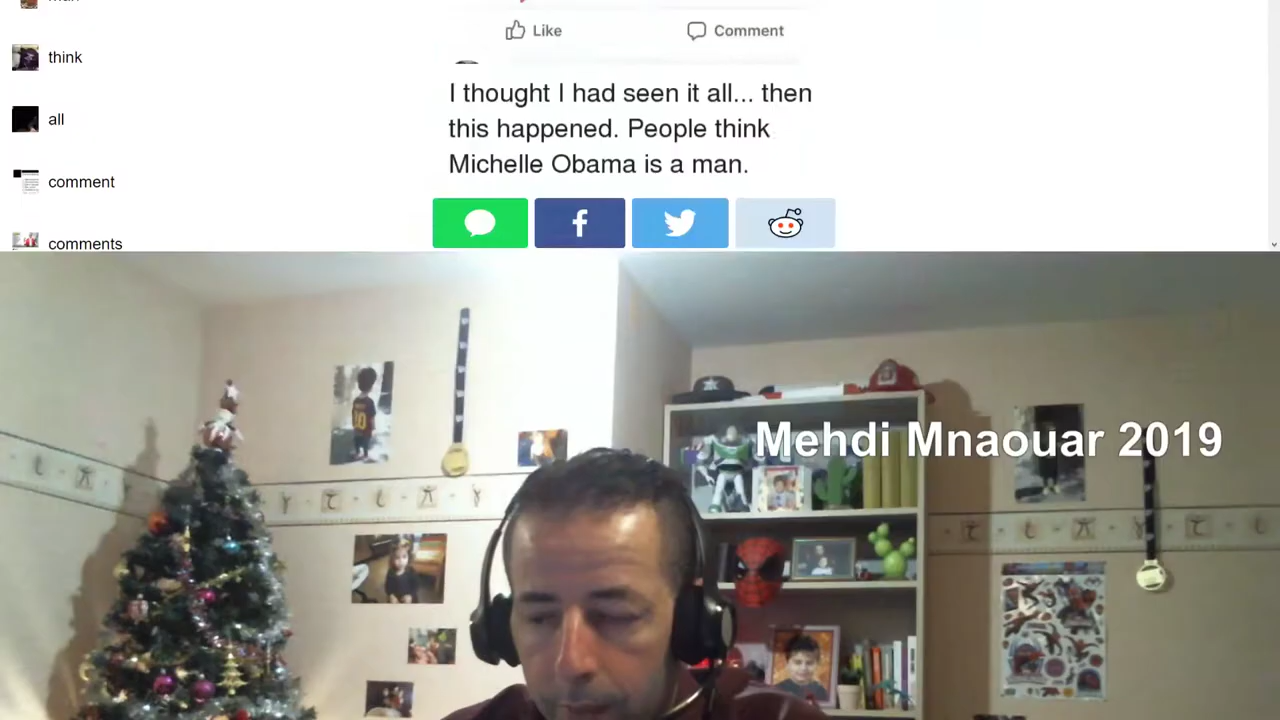 Like
Comment
think
all
comment
comments
I thought I had seen it all... then
this happened. People think
Michelle Obama is a man.
Mehdi Mnaouar 2019